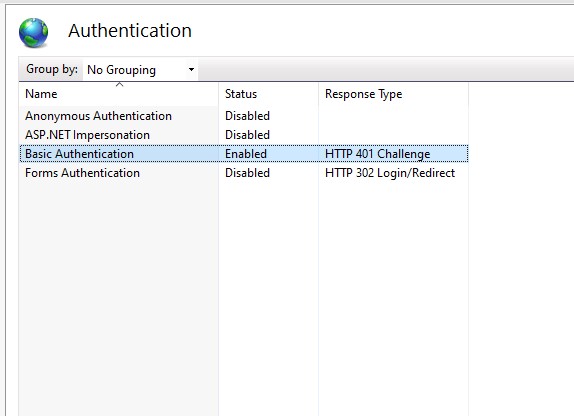 Authentication
Group by: No Grouping
Name Status Response Type
Anonymous Authentication Disabled
ASP.NET Impersonation Disabled
Basic Authentication Enabled HTTP 401 Challenge
Forms Authentication Disabled HTTP 302 Login/Redirect